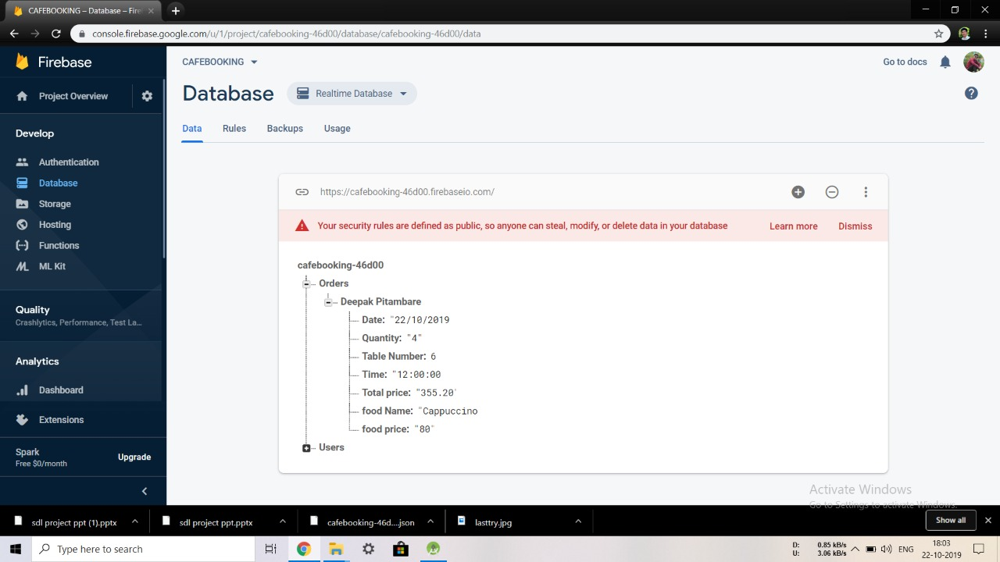 CAFEBOOKING – Database – Fire
console.firebase.google.com/u/1/project/cafebooking-46d00/database/cafebooking-46d00/data
Firebase
CAFEBOOKING
Go to docs
Project Overview
Database
Realtime Database
?
Data Rules Backups Usage
Develop
Authentication
Database
Storage
Hosting
Functions
ML Kit
Quality
Crashlytics, Performance, Test La...
Analytics
Dashboard
Extensions
Spark
Free $0/month
Upgrade
https://cafebooking-46d00.firebaseio.com/
Your security rules are defined as public, so anyone can steal, modify, or delete data in your database
Learn more
Dismiss
cafebooking-46d00
Orders
Deepak Pitambare
Date: "22/10/2019
Quantity: "4"
Table Number: 6
Time: "12:00:00
Total price: "355.20'
food Name: "Cappuccino
food price: "80"
Users
Activate Windows
Go to Settings to activate Windows.
sdl project ppt (1).pptx
sdl project ppt.pptx
cafebooking-46d....json
lasttry.jpg
Show all
Type here to search
D: 0.85 kB/s
U: 3.06 kB/s
ENG
18:03
22-10-2019